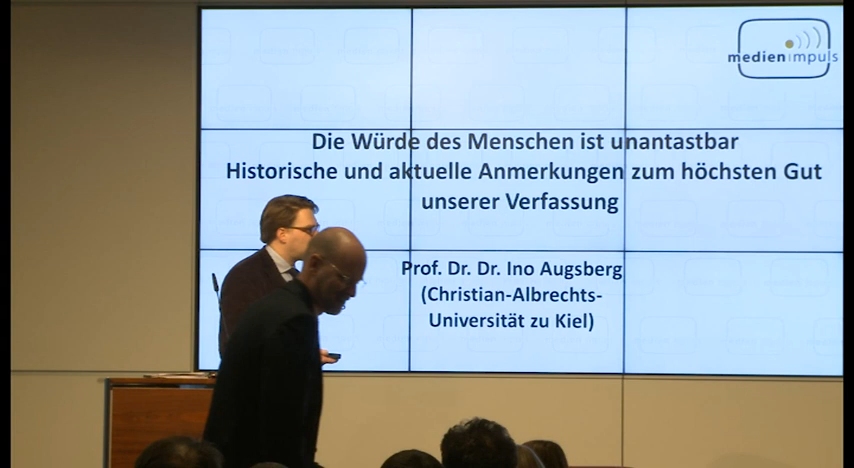 medienimpuls
Die Würde des Menschen ist unantastbar
Historische und aktuelle Anmerkungen zum höchsten Gut
unserer Verfassung
Prof. Dr. Dr. Ino Augsberg
(Christian-Albrechts-
Universität zu Kiel)